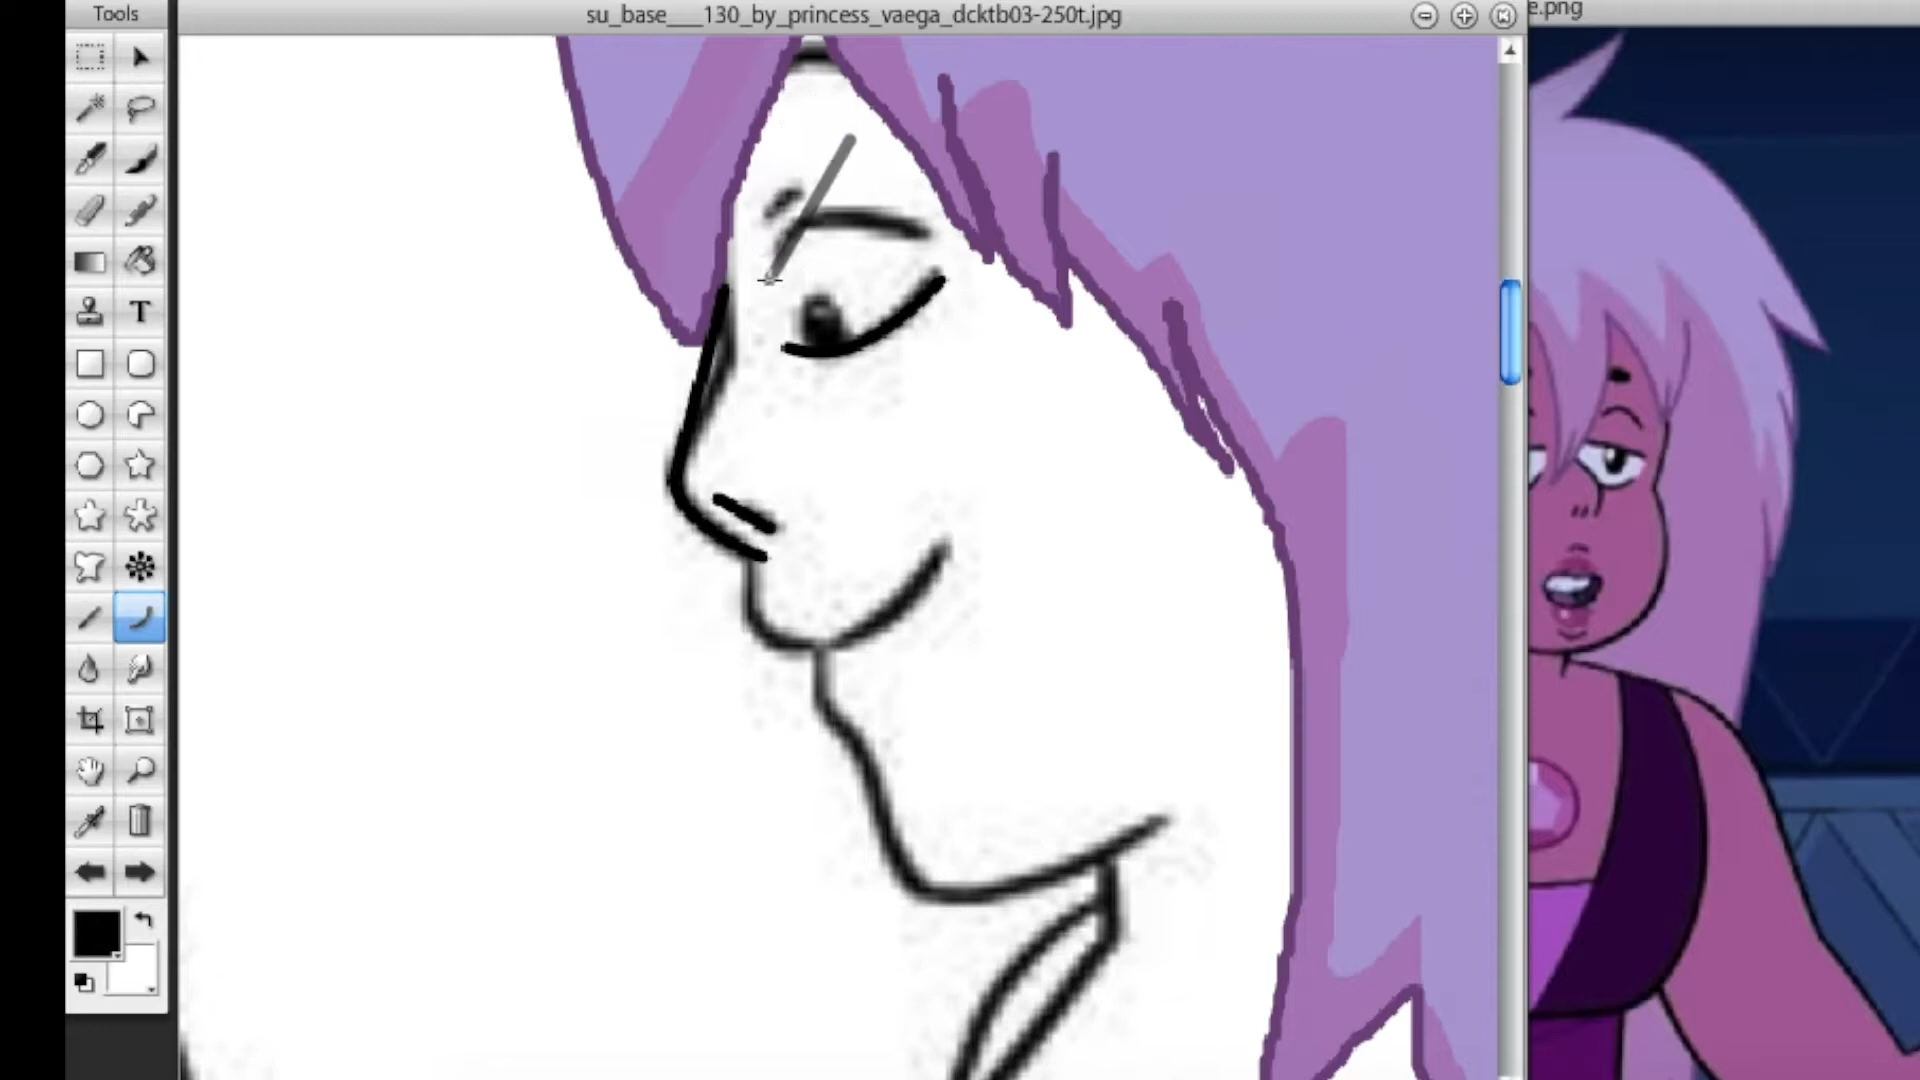 Tools
su_base___130_by_princess_vaega_dcktb03-250t.jpg
e.png
T